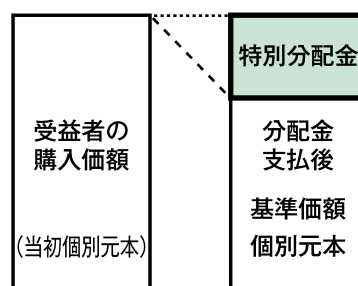 受益者の
購入価額
(当初個別元本)
特別分配金
分配金
支払後
基準価額
個別元本